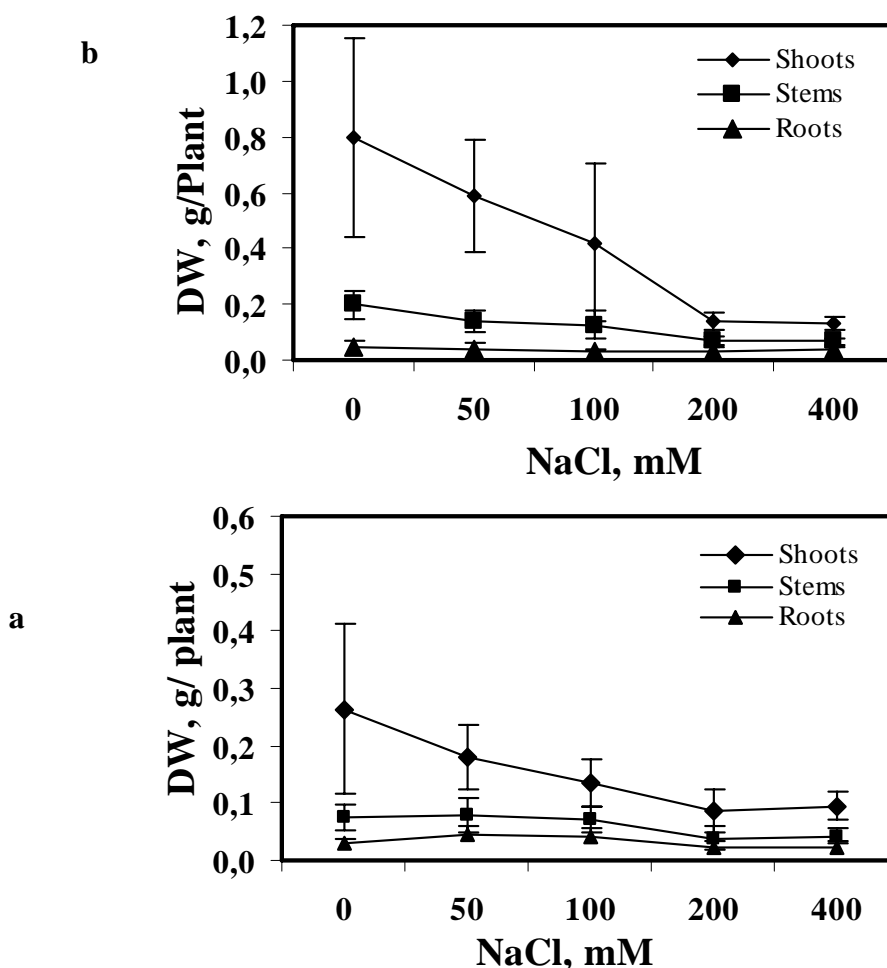 b
DW, g/Plant
1,2
1,0
0,8
0,6
0,4
0,2
0,0
Shoots
Stems
Roots
0 50 100 200 400
NaCl, mM
a
DW, g/ plant
0,6
0,5
0,4
0,3
0,2
0,1
0,0
Shoots
Stems
Roots
0 50 100 200 400
NaCl, mM